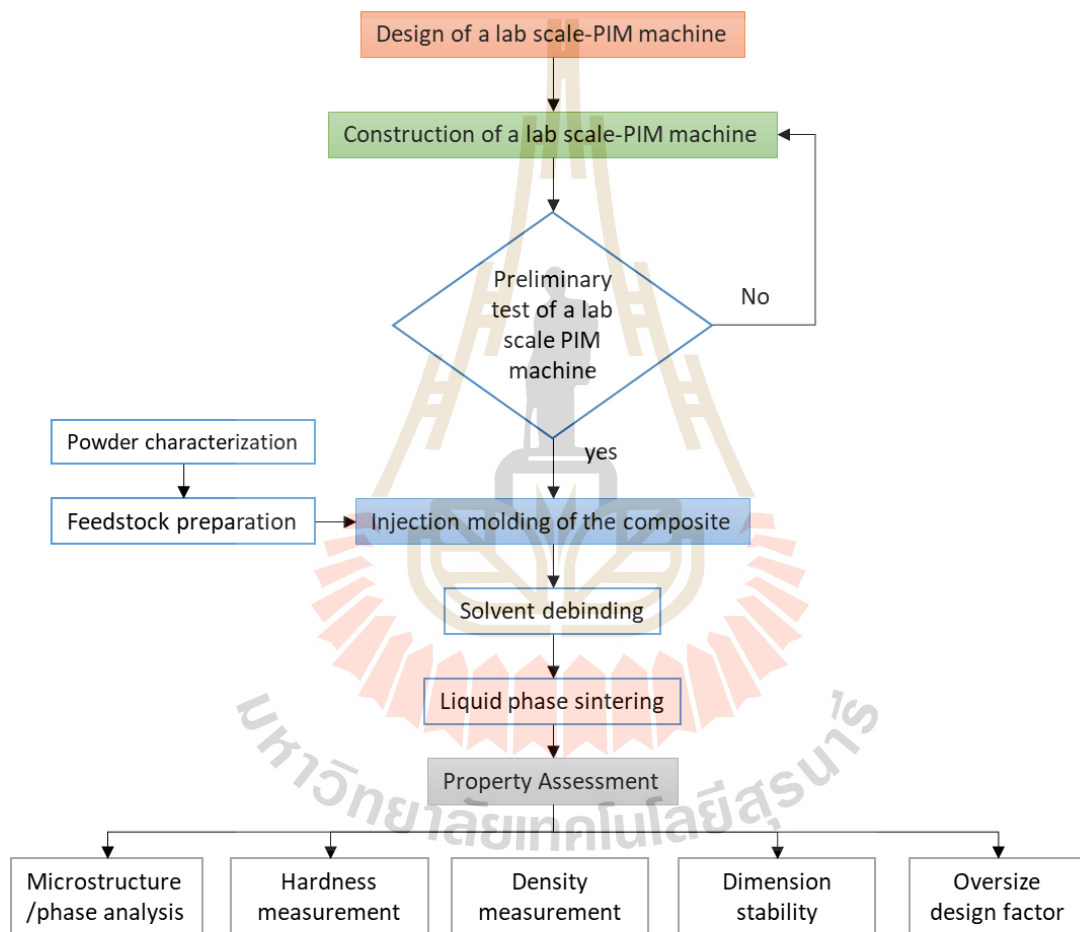 Design of a lab scale-PIM machine
Construction of a lab scale-PIM machine
Preliminary
test of a lab
scale PIM
machine
No
yes
Powder characterization
Feedstock preparation
Injection molding of the composite
Solvent debinding
Liquid phase sintering
Property Assessment
มหาวิทยาลัยเทคโนโลยีสุรนารี
Microstructure
/phase analysis
Hardness
measurement
Density
measurement
Dimension
stability
Oversize
design factor